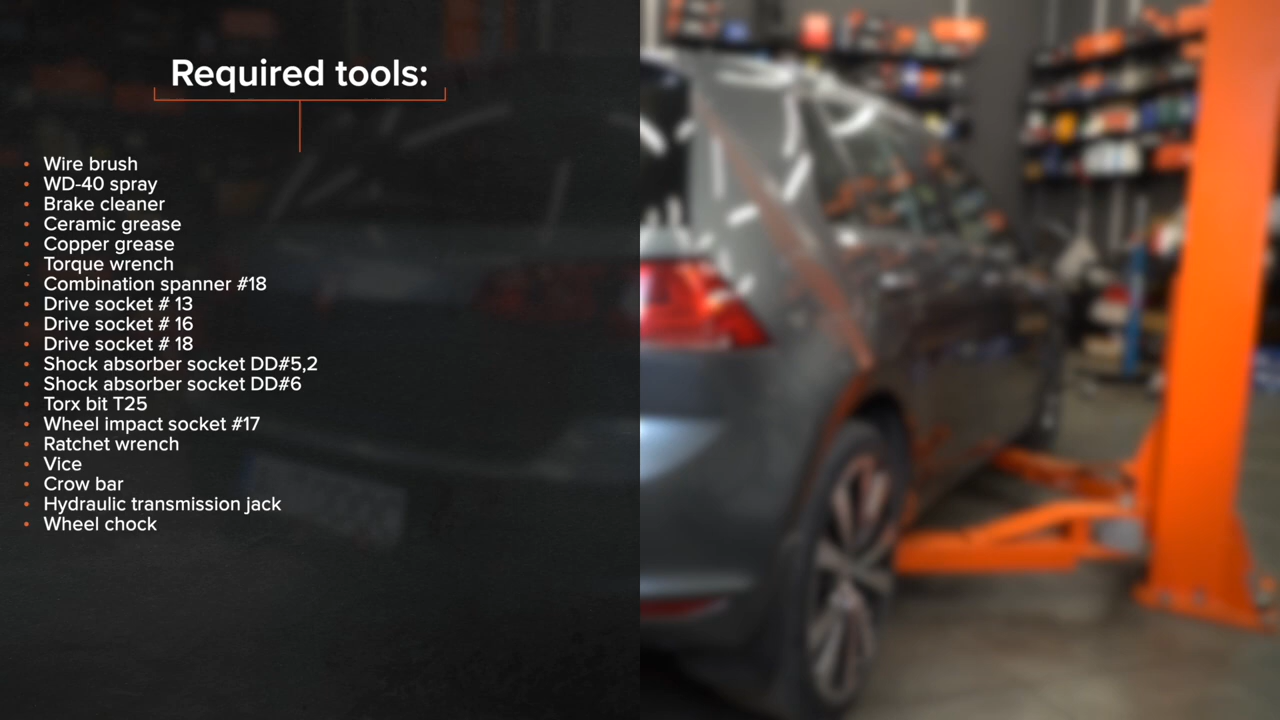 Required tools:
• Wire brush
• WD-40 spray
• Brake cleaner
• Ceramic grease
• Copper grease
• Torque wrench
• Combination spanner #18
• Drive socket # 13
• Drive socket # 16
• Drive socket # 18
• Shock absorber socket DD#5,2
• Shock absorber socket DD#6
• Torx bit T25
• Wheel impact socket #17
• Ratchet wrench
• Vice
• Crow bar
• Hydraulic transmission jack
• Wheel chock